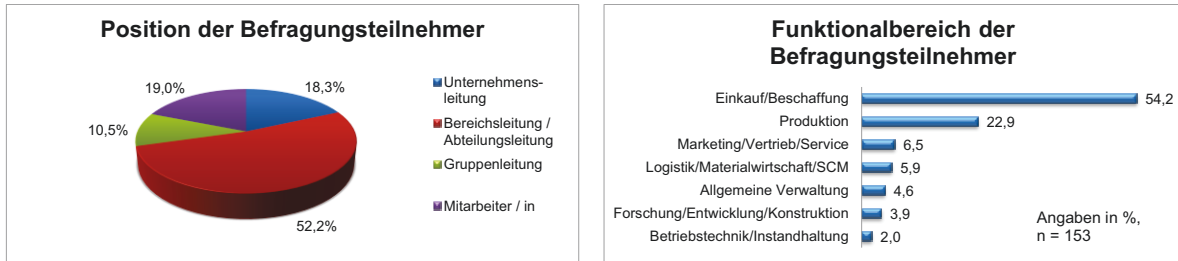 Position der Befragungsteilnehmer
19,0%
18,3%
10,5%
52,2%
Unternehmens-
leitung
Bereichsleitung /
Abteilungsleitung
Gruppenleitung
Mitarbeiter / in
Funktionalbereich der
Befragungsteilnehmer
Einkauf/Beschaffung 54,2
Produktion 22,9
Marketing/Vertrieb/Service 6,5
Logistik/Materialwirtschaft/SCM 5,9
Allgemeine Verwaltung 4,6
Forschung/Entwicklung/Konstruktion 3,9
Betriebstechnik/Instandhaltung 2,0
Angaben in %,
n = 153